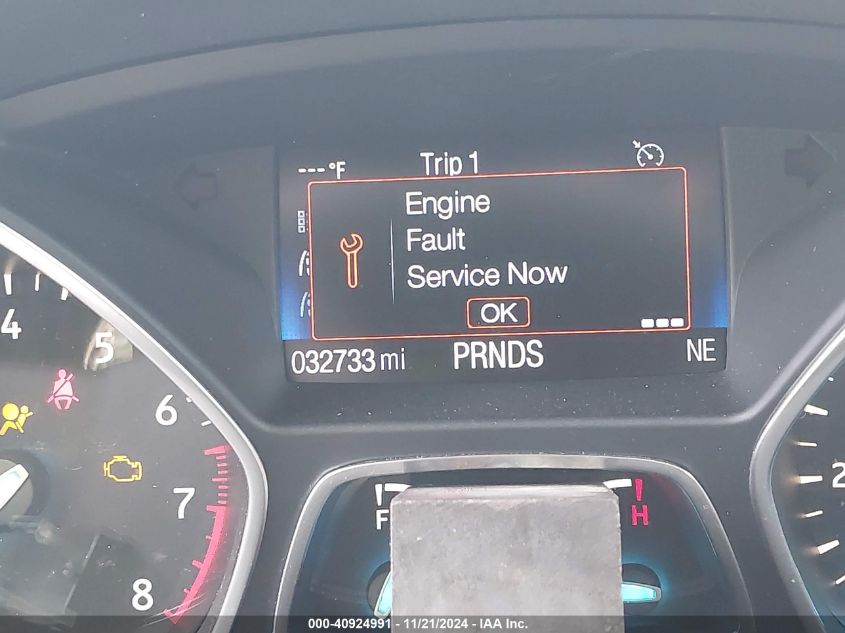 ---°F Trip 1
Engine
Fault
Service Now
OK
032733 mi PRNDS NE
4
5
6
7
8
F
H
2
000-40924991 - 11/21/2024 - IAA Inc.